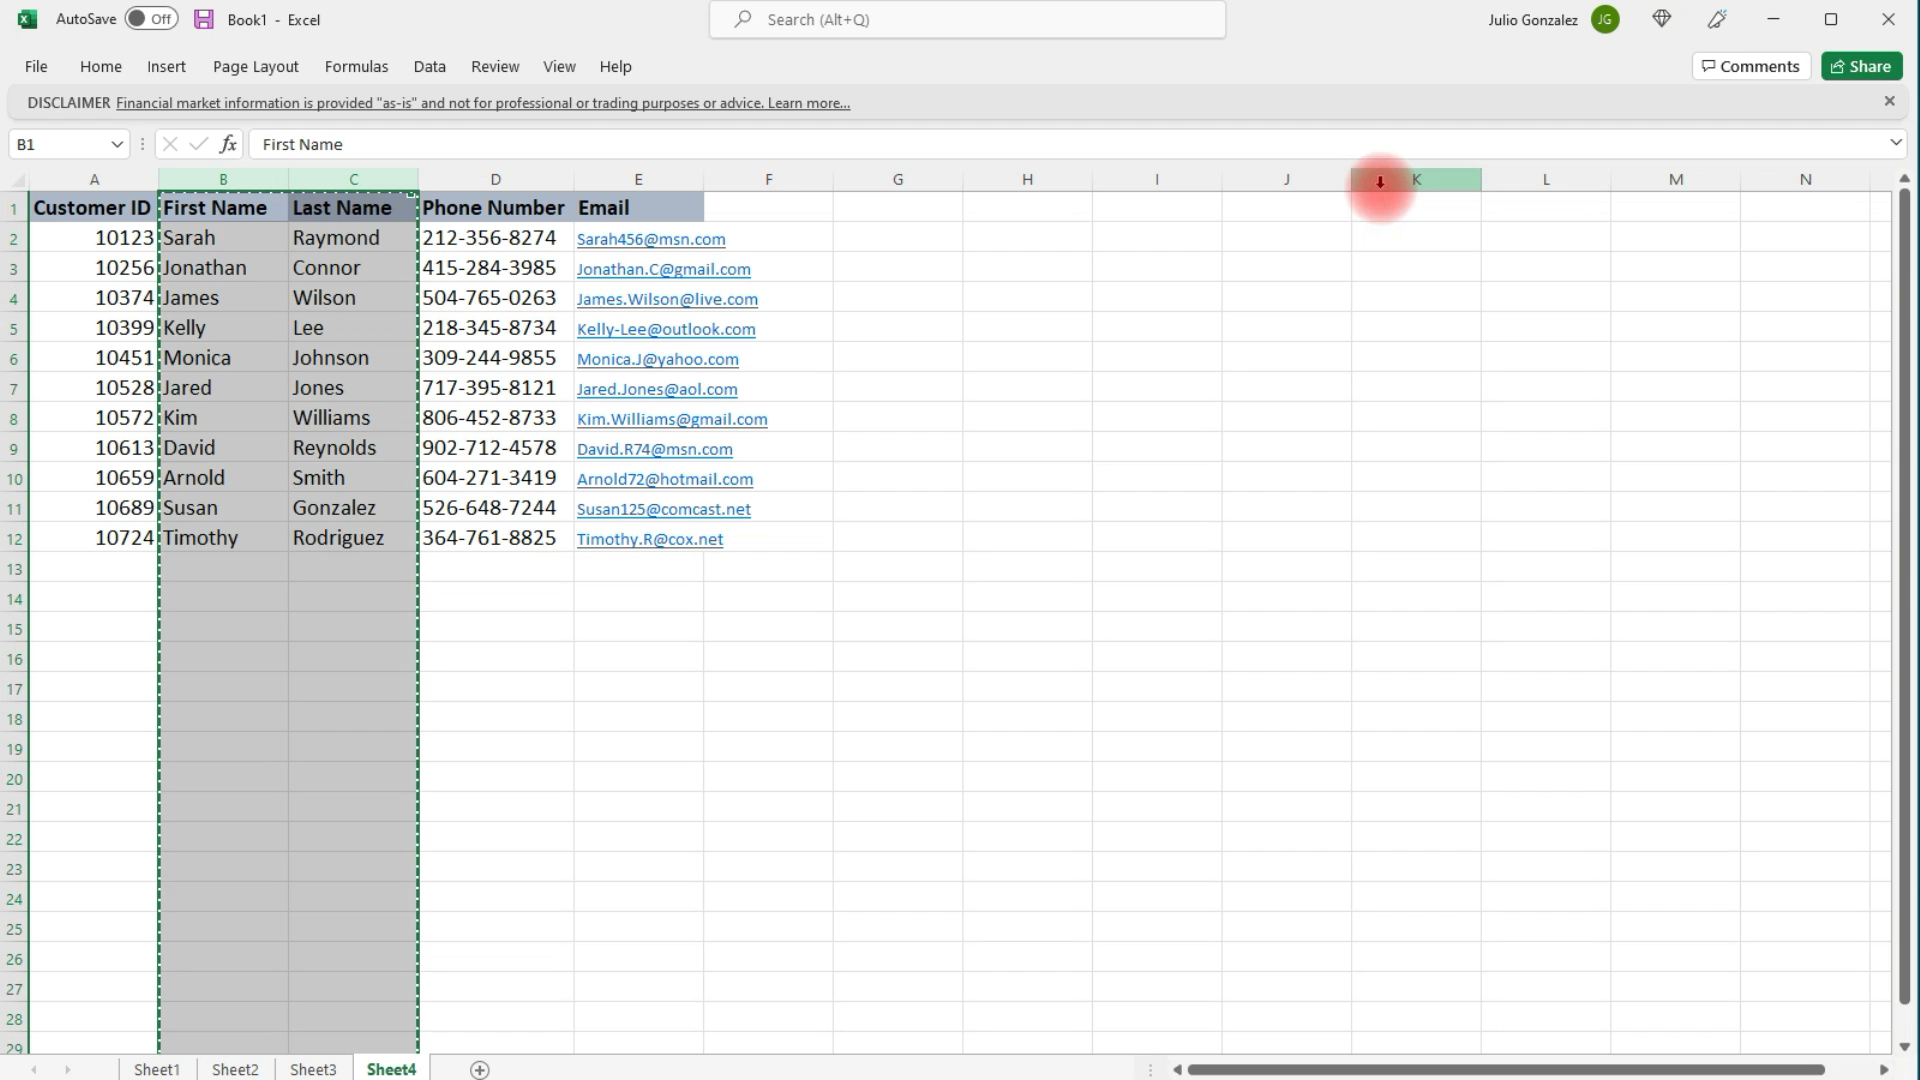 AutoSave Off Book1 - Excel Search (Alt+Q) Julio Gonzalez JG
File Home Insert Page Layout Formulas Data Review View Help Comments Share
DISCLAIMER Financial market information is provided "as-is" and not for professional or trading purposes or advice. Learn more...
B1 fx First Name
A B C D E F G H I J K L M N
1 Customer ID First Name Last Name Phone Number Email
2 10123 Sarah Raymond 212-356-8274 Sarah456@msn.com
3 10256 Jonathan Connor 415-284-3985 Jonathan.C@gmail.com
4 10374 James Wilson 504-765-0263 James.Wilson@live.com
5 10399 Kelly Lee 218-345-8734 Kelly-Lee@outlook.com
6 10451 Monica Johnson 309-244-9855 Monica.J@yahoo.com
7 10528 Jared Jones 717-395-8121 Jared.Jones@aol.com
8 10572 Kim Williams 806-452-8733 Kim.Williams@gmail.com
9 10613 David Reynolds 902-712-4578 David.R74@msn.com
10 10659 Arnold Smith 604-271-3419 Arnold72@hotmail.com
11 10689 Susan Gonzalez 526-648-7244 Susan125@comcast.net
12 10724 Timothy Rodriguez 364-761-8825 Timothy.R@cox.net
13
14
15
16
17
18
19
20
21
22
23
24
25
26
27
28
29
Sheet1 Sheet2 Sheet3 Sheet4